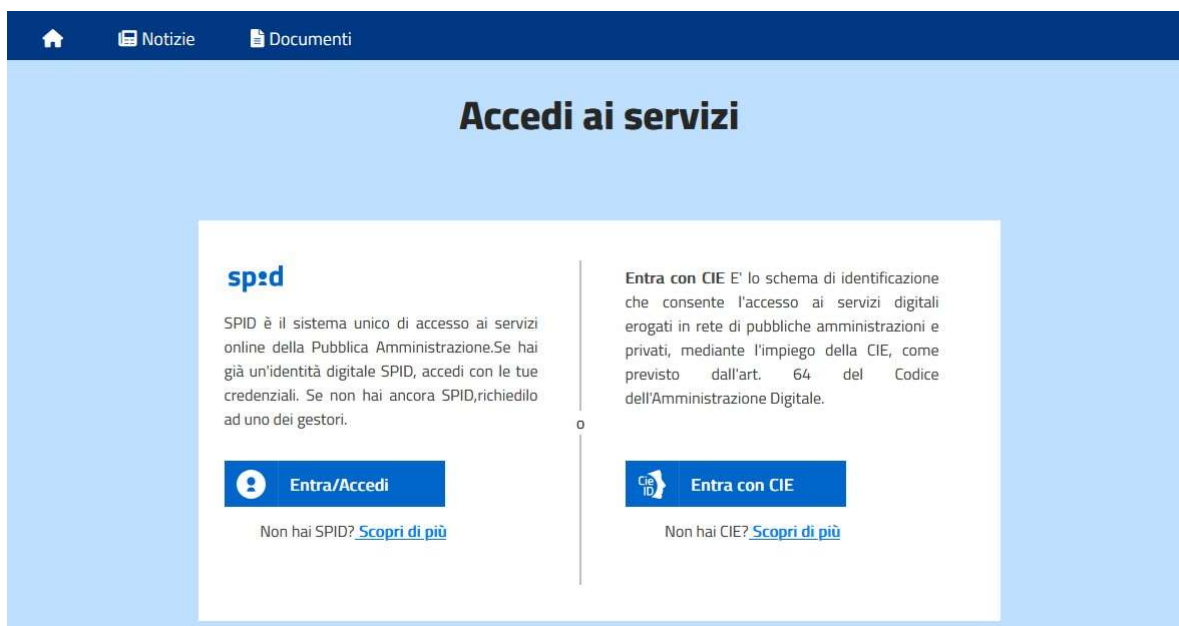 Notizie
Documenti
Accedi ai servizi
spid
SPID è il sistema unico di accesso ai servizi
online della Pubblica Amministrazione.Se hai
già un'identità digitale SPID, accedi con le tue
credenziali. Se non hai ancora SPID,richiedilo
ad uno dei gestori.
Entra/Accedi
Non hai SPID? Scopri di più
o
Entra con CIE E' lo schema di identificazione
che consente l'accesso ai servizi digitali
erogati in rete di pubbliche amministrazioni e
privati, mediante l'impiego della CIE, come
previsto dall'art. 64 del Codice
dell'Amministrazione Digitale.
Cie
ID
Entra con CIE
Non hai CIE? Scopri di più